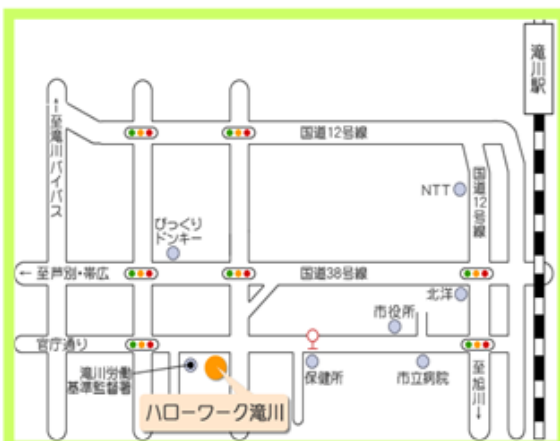 滝川駅
国道12号線
←至滝川バイパス
NTT
国道12号線
びっくり
ドンキー
← 至芦別・帯広
国道38号線
北洋
市役所
官庁通り
滝川労働
基準監督署
保健所
市立病院
至旭川→
ハローワーク滝川